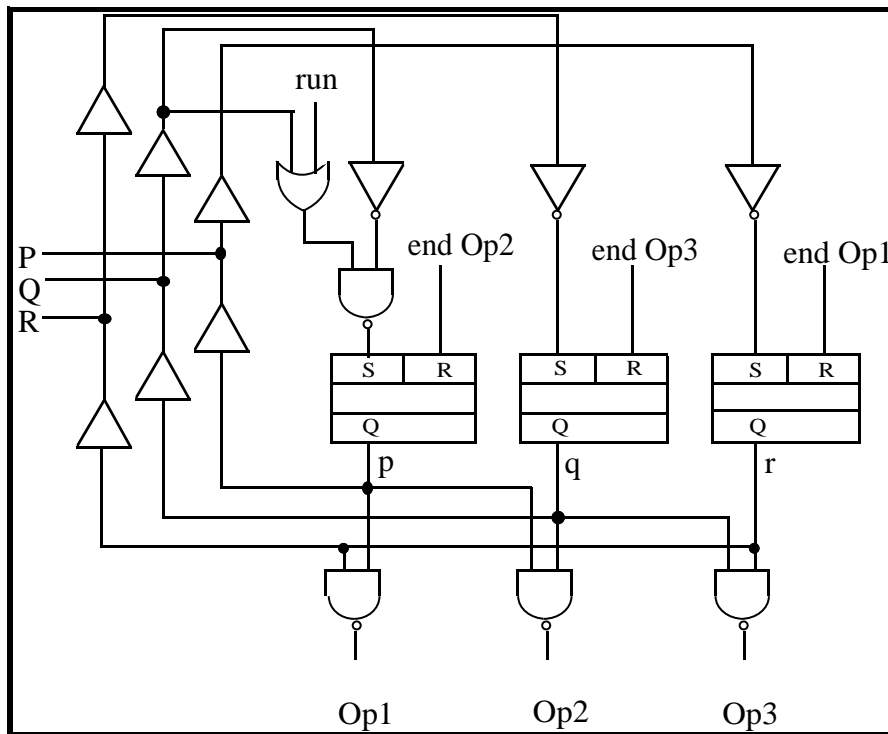 run
P
Q
R
end Op2
end Op3
end Op1
S R
S R
S R
Q
Q
Q
p
q
r
Op1
Op2
Op3